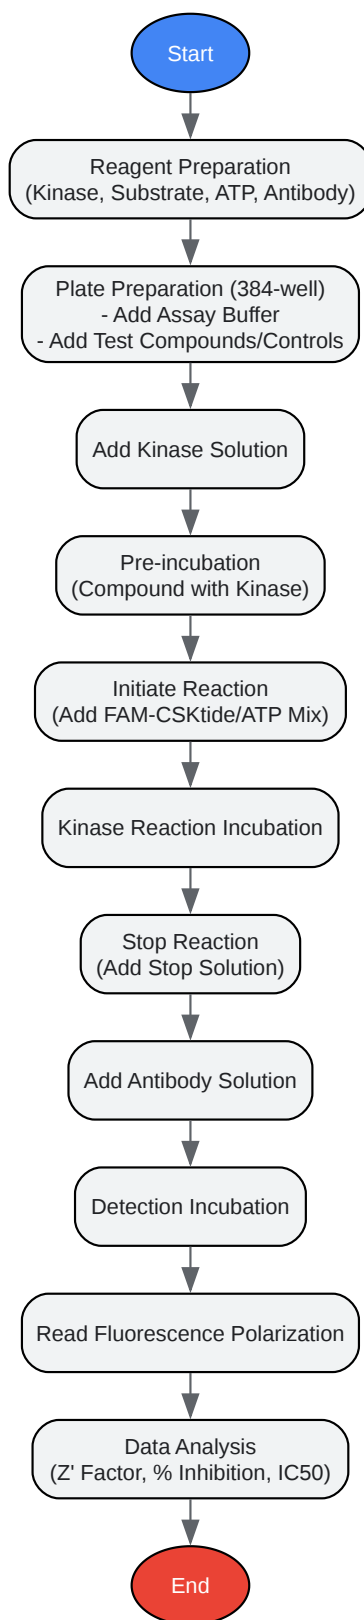 Start
Reagent Preparation
(Kinase, Substrate, ATP, Antibody)
Plate Preparation (384-well)
- Add Assay Buffer
- Add Test Compounds/Controls
Add Kinase Solution
Pre-incubation
(Compound with Kinase)
Initiate Reaction
(Add FAM-CSKtide/ATP Mix)
Kinase Reaction Incubation
Stop Reaction
(Add Stop Solution)
Add Antibody Solution
Detection Incubation
Read Fluorescence Polarization
Data Analysis
(Z' Factor, % Inhibition, IC50)
End